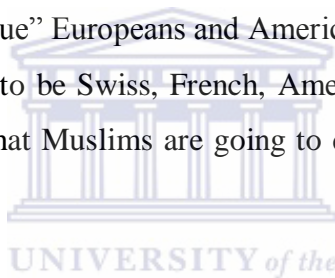 ue” Europeans and Americ
to be Swiss, French, Ame
hat Muslims are going to
UNIVERSITY of the